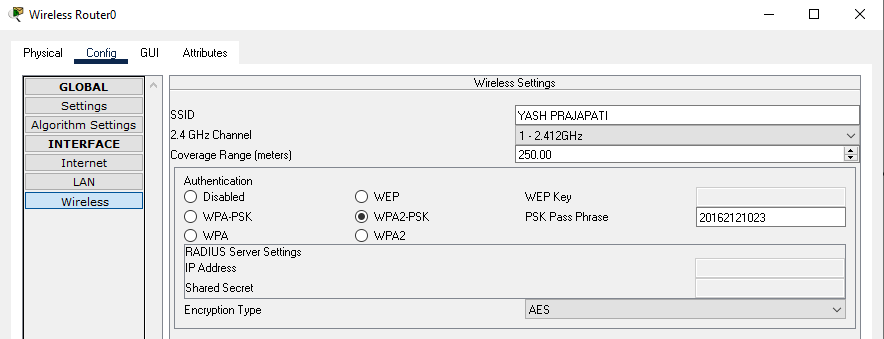 Wireless Router0
Physical Config GUI Attributes
GLOBAL
Settings
Algorithm Settings
INTERFACE
Internet
LAN
Wireless
Wireless Settings
SSID YASH PRAJAPATI
2.4 GHz Channel 1 - 2.412GHz
Coverage Range (meters) 250.00
Authentication
Disabled WEP WEP Key
WPA-PSK WPA2-PSK PSK Pass Phrase 20162121023
WPA WPA2
RADIUS Server Settings
IP Address
Shared Secret
Encryption Type AES